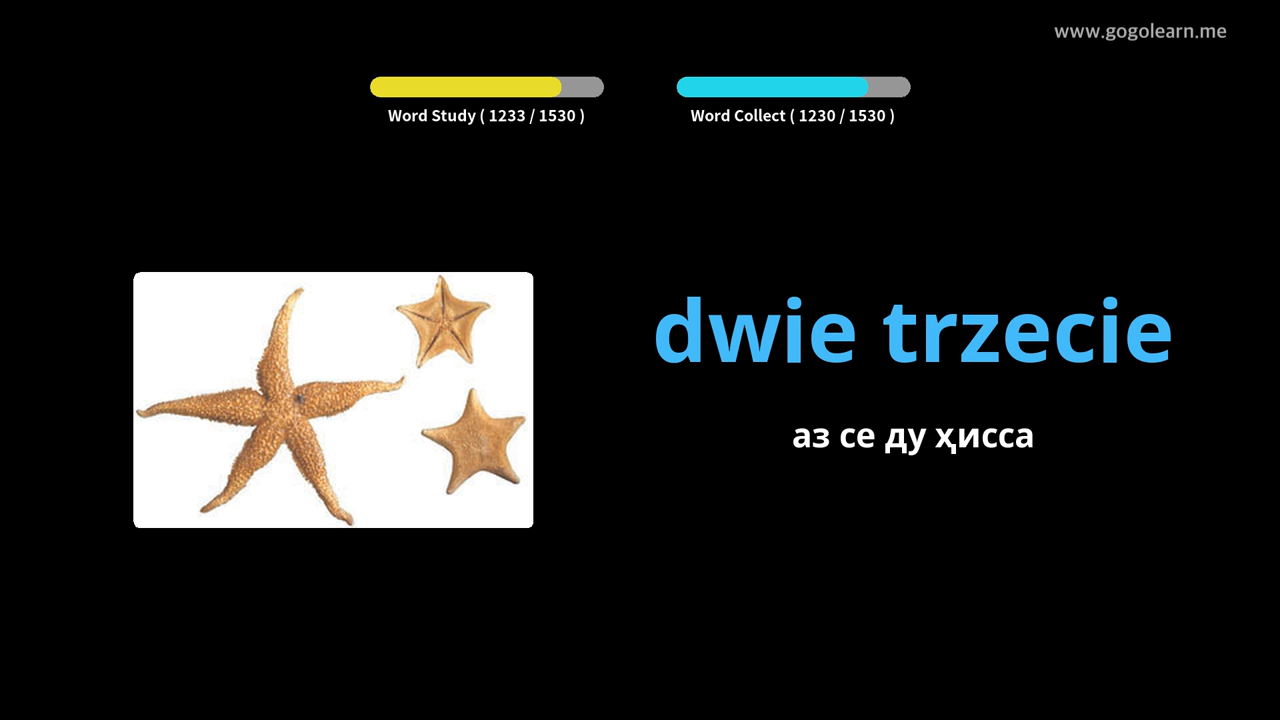 www.gogolearn.me
Word Study ( 1233 / 1530 )
Word Collect ( 1230 / 1530 )
dwie trzecie
аз се ду ҳисса